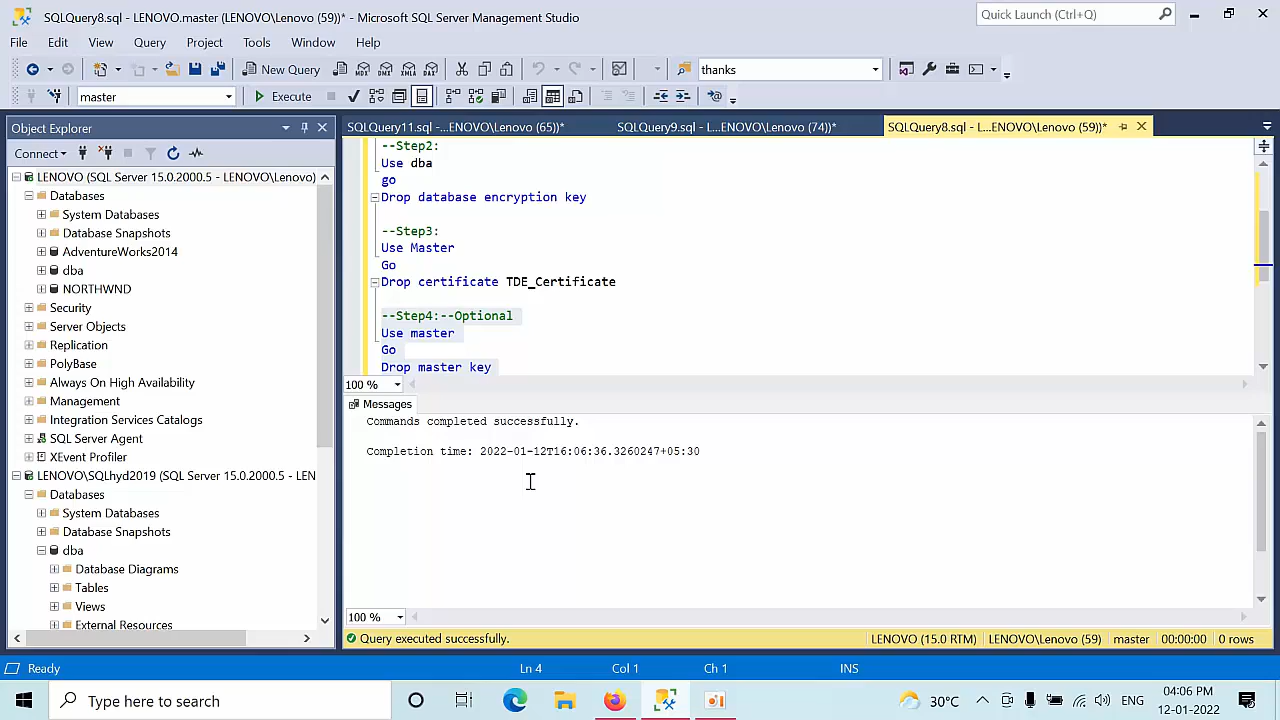 SQLQuery8.sql - LENOVO.master (LENOVO\Lenovo (59))* - Microsoft SQL Server Management Studio
Quick Launch (Ctrl+Q)
File Edit View Query Project Tools Window Help
New Query MDX DMX XMLA DAX thanks
master Execute
Object Explorer
SQLQuery11.sql -...ENOVO\Lenovo (65))* SQLQuery9.sql - L...ENOVO\Lenovo (74))* SQLQuery8.sql - L...ENOVO\Lenovo (59))*
Connect
LENOVO (SQL Server 15.0.2000.5 - LENOVO\Lenovo)
Databases
System Databases
Database Snapshots
AdventureWorks2014
dba
NORTHWND
Security
Server Objects
Replication
PolyBase
Always On High Availability
Management
Integration Services Catalogs
SQL Server Agent
XEvent Profiler
LENOVO\SQLhyd2019 (SQL Server 15.0.2000.5 - LEN
Databases
System Databases
Database Snapshots
dba
Database Diagrams
Tables
Views
External Resources
--Step2:
Use dba
go
Drop database encryption key
--Step3:
Use Master
Go
Drop certificate TDE_Certificate
--Step4:--Optional
Use master
Go
Drop master key
100 %
Messages
Commands completed successfully.
Completion time: 2022-01-12T16:06:36.3260247+05:30
100 %
Query executed successfully. LENOVO (15.0 RTM) LENOVO\Lenovo (59) master 00:00:00 0 rows
Ready Ln 4 Col 1 Ch 1 INS
Type here to search 30°C ENG 04:06 PM
12-01-2022